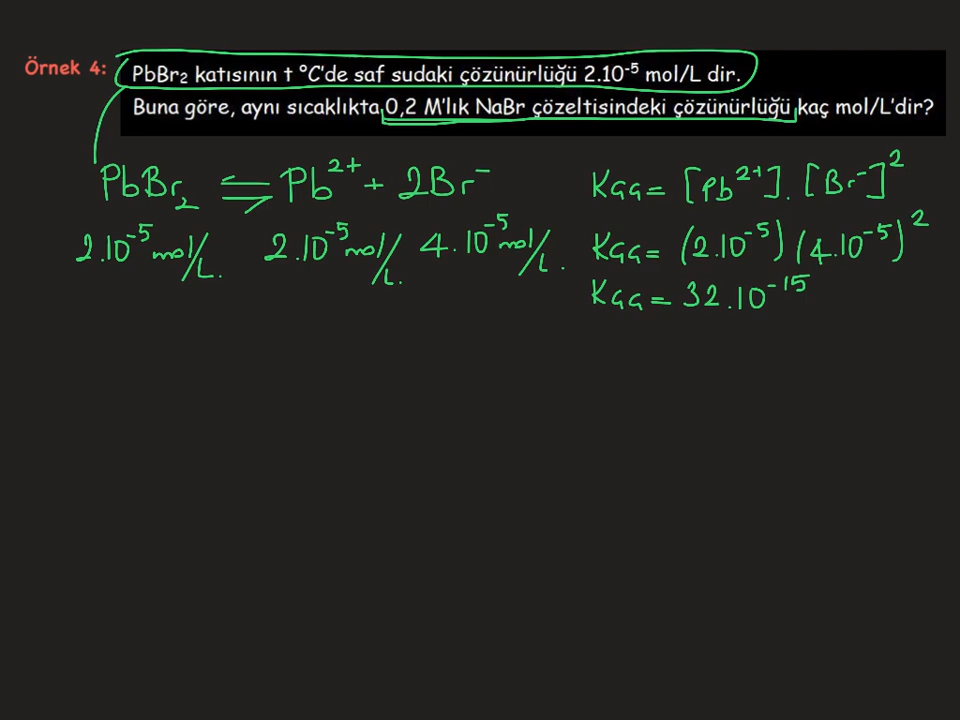 Örnek 4: PbBr₂ katısının t °C'de saf sudaki çözünürlüğü 2.10⁻⁵ mol/L dir.
Buna göre, aynı sıcaklıkta 0,2 M'lık NaBr çözeltisindeki çözünürlüğü kaç mol/L'dir?
PbBr₂ ⇌ Pb²⁺ + 2Br⁻ Kçç = [Pb²⁺] . [Br⁻]²
2.10⁻⁵ mol/L. 2.10⁻⁵ mol/L. 4.10⁻⁵ mol/L. Kçç = (2.10⁻⁵) (4.10⁻⁵)²
Kçç = 32.10⁻¹⁵